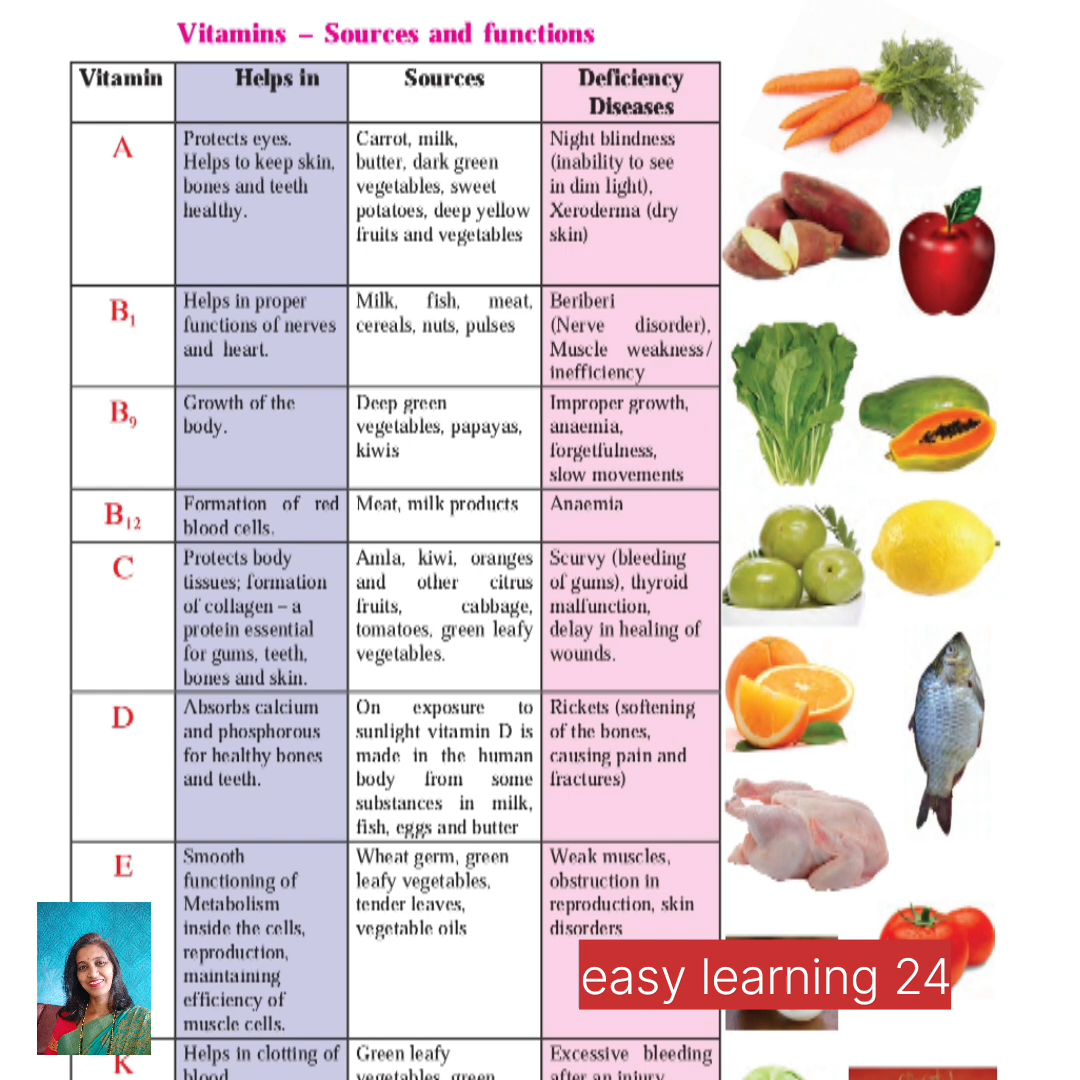 Vitamins – Sources and functions
Vitamin
Helps in
Sources
Deficiency
Diseases
A
Protects eyes.
Helps to keep skin,
bones and teeth
healthy.
Carrot, milk,
butter, dark green
vegetables, sweet
potatoes, deep yellow
fruits and vegetables
Night blindness
(inability to see
in dim light),
Xeroderma (dry
skin)
B₁
Helps in proper
functions of nerves
and heart.
Milk, fish, meat,
cereals, nuts, pulses
Beriberi
(Nerve disorder),
Muscle weakness/
inefficiency
B₉
Growth of the
body.
Deep green
vegetables, papayas,
kiwis
Improper growth,
anaemia,
forgetfulness,
slow movements
B₁₂
Formation of red
blood cells.
Meat, milk products
Anaemia
C
Protects body
tissues; formation
of collagen – a
protein essential
for gums, teeth,
bones and skin.
Amla, kiwi, oranges
and other citrus
fruits, cabbage,
tomatoes, green leafy
vegetables.
Scurvy (bleeding
of gums), thyroid
malfunction,
delay in healing of
wounds.
D
Absorbs calcium
and phosphorous
for healthy bones
and teeth.
On exposure to
sunlight vitamin D is
made in the human
body from some
substances in milk,
fish, eggs and butter
Rickets (softening
of the bones,
causing pain and
fractures)
E
Smooth
functioning of
Metabolism
inside the cells,
reproduction,
maintaining
efficiency of
muscle cells.
Wheat germ, green
leafy vegetables,
tender leaves,
vegetable oils
Weak muscles,
obstruction in
reproduction, skin
disorders
easy learning 24
K
Helps in clotting of
blood
Green leafy
vegetables, green
Excessive bleeding
after an injury